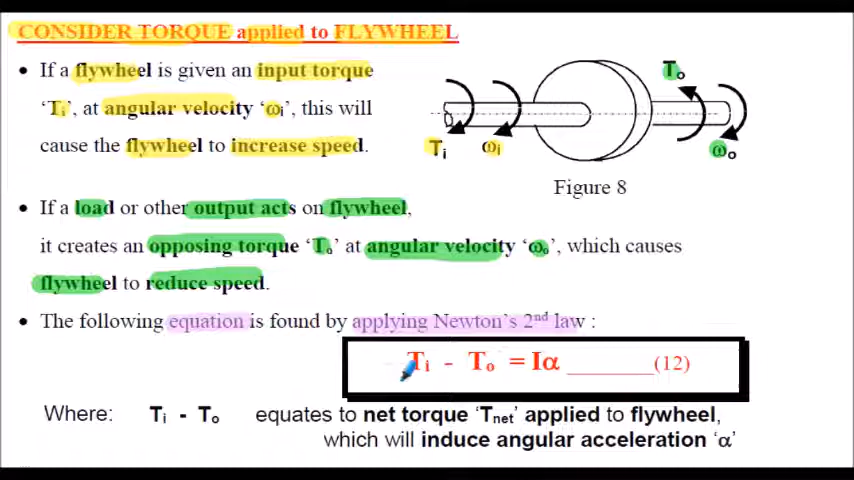 CONSIDER TORQUE applied to FLYWHEEL
• If a flywheel is given an input torque
‘Tᵢ’, at angular velocity ‘ωᵢ’, this will
cause the flywheel to increase speed.
Tᵢ
ωᵢ
Tₒ
ωₒ
Figure 8
• If a load or other output acts on flywheel,
it creates an opposing torque ‘Tₒ’ at angular velocity ‘ωₒ’, which causes
flywheel to reduce speed.
• The following equation is found by applying Newton's 2ⁿᵈ law :
Tᵢ - Tₒ = Iα ________(12)
Where: Tᵢ - Tₒ equates to net torque ‘Tₙₑₜ’ applied to flywheel,
which will induce angular acceleration ‘α’